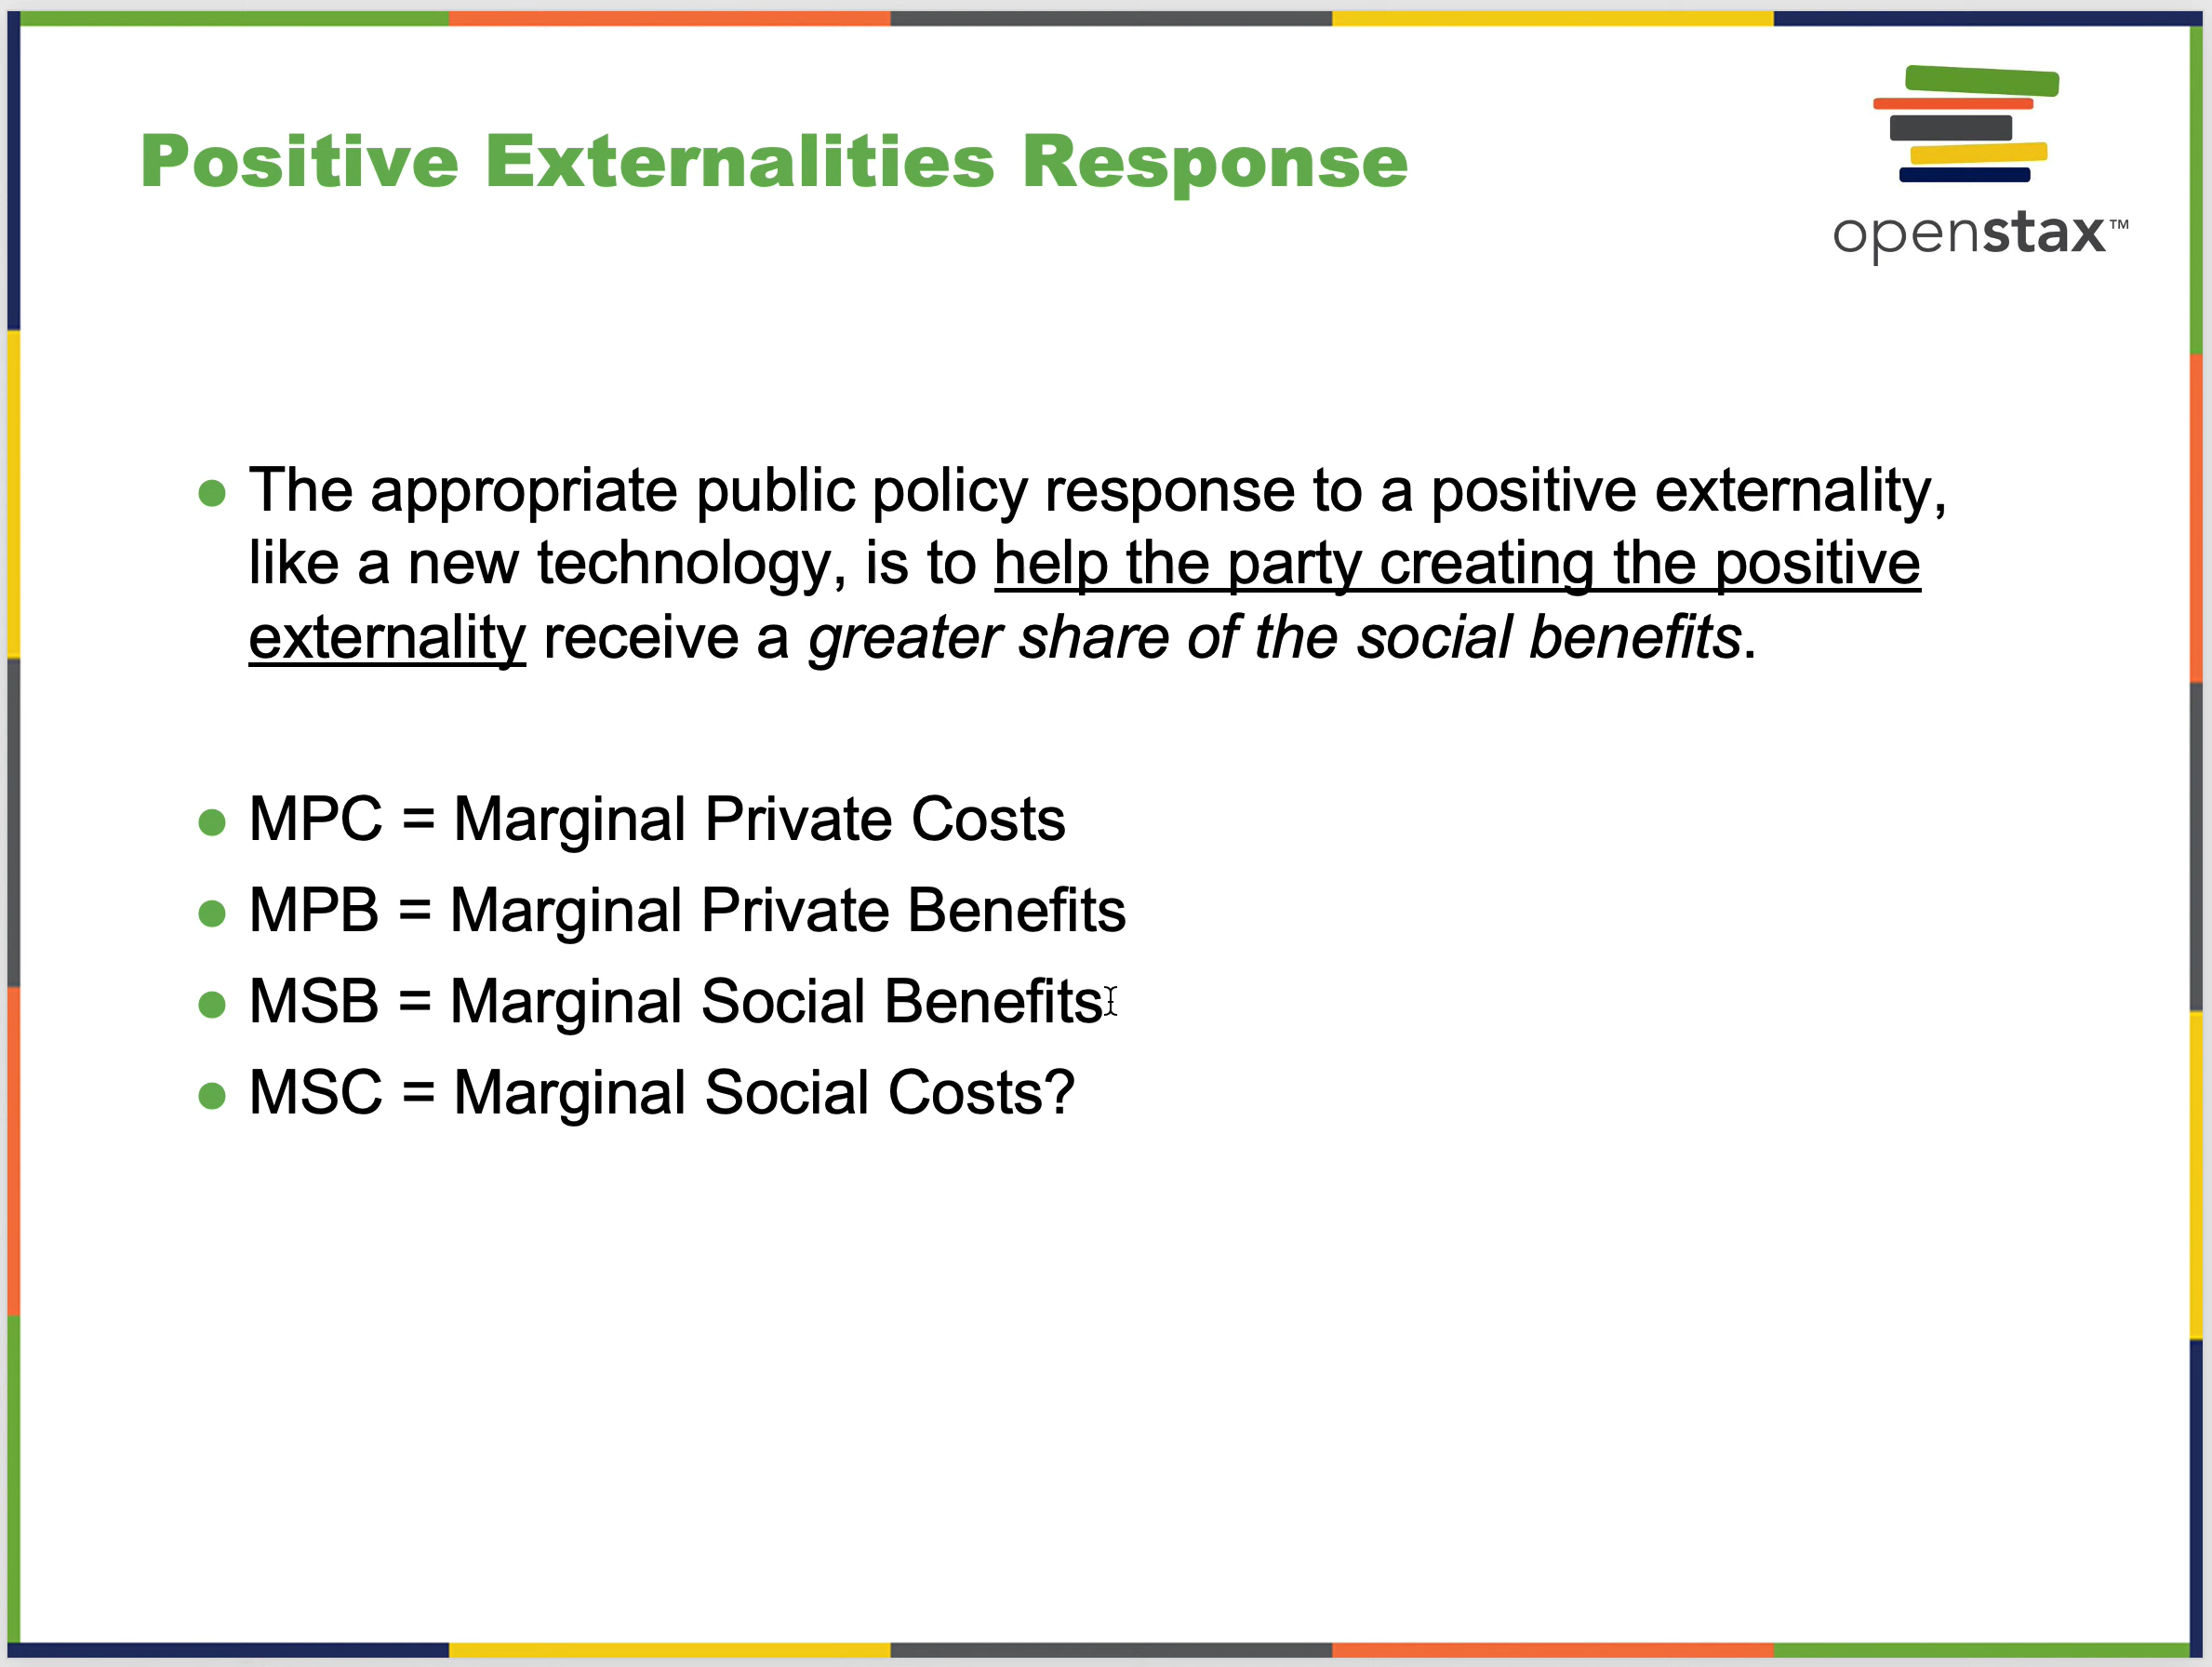 Positive Externalities Response
openstax™
The appropriate public policy response to a positive externality,
like a new technology, is to help the party creating the positive
externality receive a greater share of the social benefits.
MPC = Marginal Private Costs
MPB = Marginal Private Benefits
MSB = Marginal Social Benefits
MSC = Marginal Social Costs?